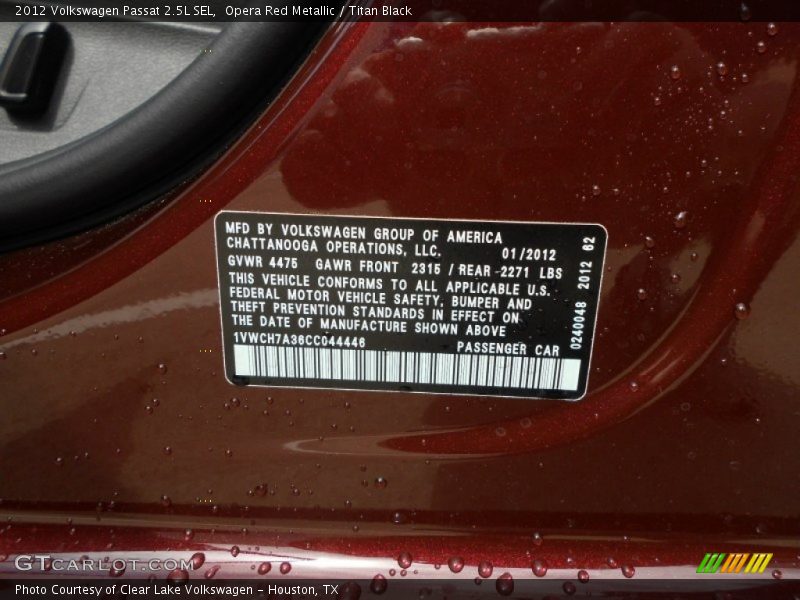 2012 Volkswagen Passat 2.5L SEL,  Opera Red Metallic / Titan Black
MFD BY VOLKSWAGEN GROUP OF AMERICA
CHATTANOOGA OPERATIONS, LLC. 01/2012
GVWR 4475 GAWR FRONT 2315 / REAR -2271 LBS
THIS VEHICLE CONFORMS TO ALL APPLICABLE U.S.
FEDERAL MOTOR VEHICLE SAFETY, BUMPER AND
THEFT PREVENTION STANDARDS IN EFFECT ON
THE DATE OF MANUFACTURE SHOWN ABOVE
1VWCH7A36CC044446 PASSENGER CAR
0240048 2012 62
GTCARLOT.COM
Photo Courtesy of Clear Lake Volkswagen - Houston, TX